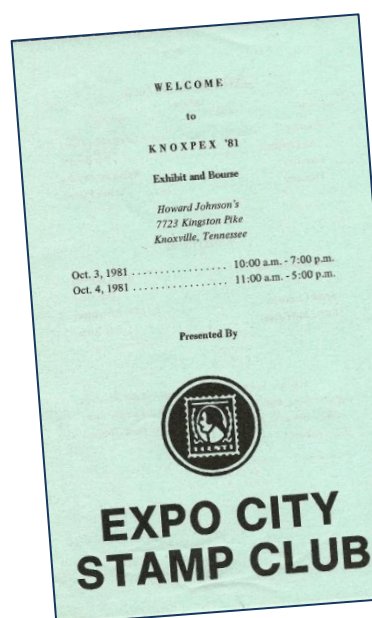 WELCOME
to
KNOXPEX '81
Exhibit and Bourse
Howard Johnson's
7723 Kingston Pike
Knoxville, Tennessee
Oct. 3, 1981 . . . . . . . . . . . . . . . . 10:00 a.m. - 7:00 p.m.
Oct. 4, 1981 . . . . . . . . . . . . . . . . 11:00 a.m. - 5:00 p.m.
Presented By
EXPO CITY
STAMP CLUB